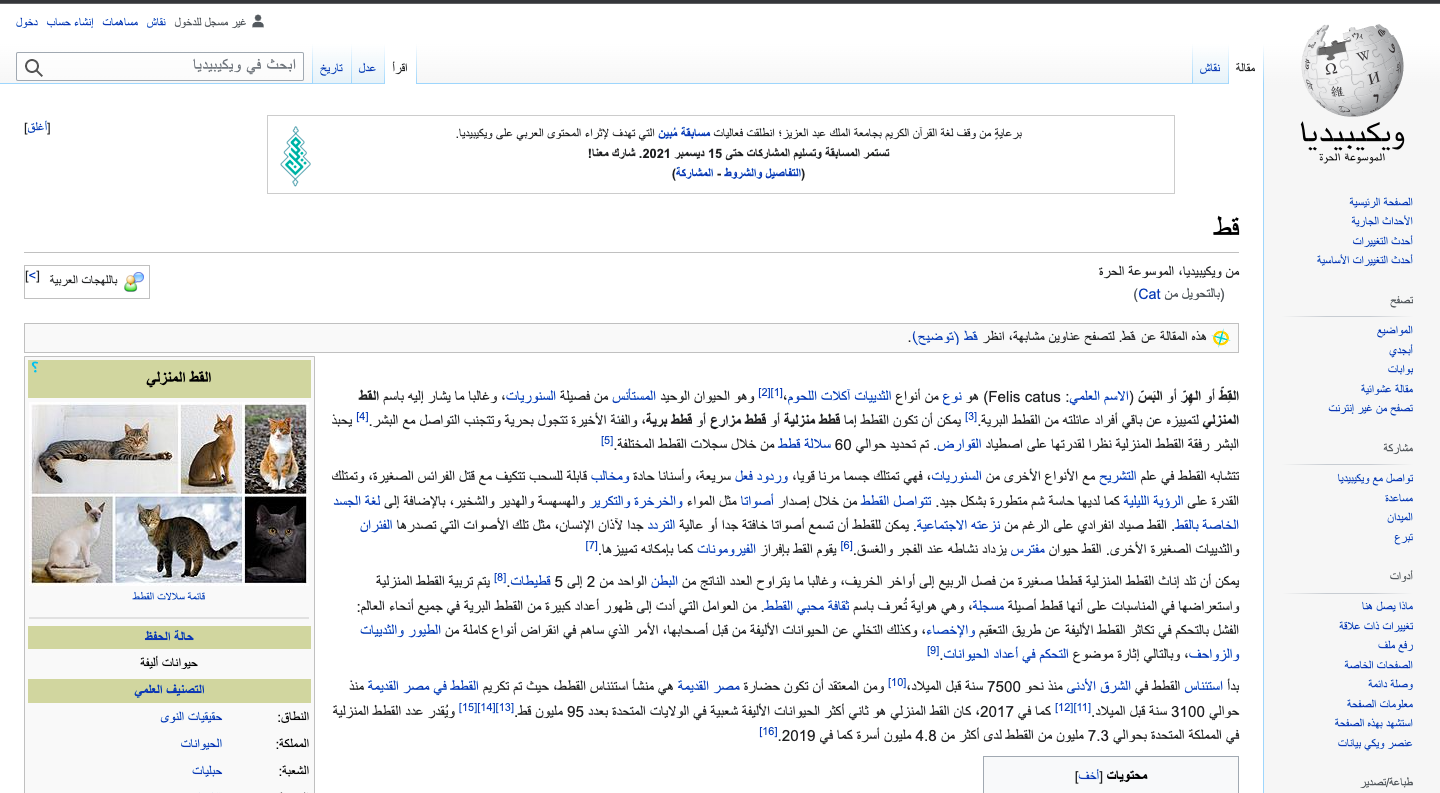 غير مسجل للدخول نقاش مساهمات إنشاء حساب دخول
مقالة نقاش
اقرأ عدل تاريخ
ابحث في ويكيبيديا
ويكيبيديا
الموسوعة الحرة
الصفحة الرئيسية
الأحداث الجارية
أحدث التغييرات
أحدث التغييرات الأساسية
تصفح
المواضيع
أبجدي
بوابات
مقالة عشوائية
تصفح من غير إنترنت
مشاركة
تواصل مع ويكيبيديا
مساعدة
الميدان
تبرع
أدوات
ماذا يصل هنا
تغييرات ذات علاقة
رفع ملف
الصفحات الخاصة
وصلة دائمة
معلومات الصفحة
استشهد بهذه الصفحة
عنصر ويكي بيانات
طباعة/تصدير
برعايةٍ من وقف لغة القرآن الكريم بجامعة الملك عبد العزيز؛ انطلقت فعاليات مسابقة مُبين التي تهدف لإثراء المحتوى العربي على ويكيبيديا.
تستمر المسابقة وتسليم المشاركات حتى 15 ديسمبر 2021. شارك معنا!
(التفاصيل والشروط - المشاركة)
[أغلق]
قط
من ويكيبيديا، الموسوعة الحرة
(بالتحويل من Cat)
باللهجات العربية [>]
هذه المقالة عن قط. لتصفح عناوين مشابهة، انظر قط (توضيح).
القِطّ أو الهِرّ أو البَسّ (الاسم العلمي: Felis catus) هو نوع من أنواع الثدييات آكلات اللحوم،[1][2] وهو الحيوان الوحيد المستأنس من فصيلة السنوريات، وغالبا ما يشار إليه باسم القط
المنزلي لتمييزه عن باقي أفراد عائلته من القطط البرية.[3] يمكن أن تكون القطط إما قطط منزلية أو قطط مزارع أو قطط برية، والفئة الأخيرة تتجول بحرية وتتجنب التواصل مع البشر.[4] يحبذ
البشر رفقة القطط المنزلية نظرا لقدرتها على اصطياد القوارض. تم تحديد حوالي 60 سلالة قطط من خلال سجلات القطط المختلفة.[5]
تتشابه القطط في علم التشريح مع الأنواع الأخرى من السنوريات، فهي تمتلك جسما مرنا قويا، وردود فعل سريعة، وأسنانا حادة ومخالب قابلة للسحب تتكيف مع قتل الفرائس الصغيرة، وتمتلك
القدرة على الرؤية الليلية كما لديها حاسة شم متطورة بشكل جيد. تتواصل القطط من خلال إصدار أصواتا مثل المواء والخرخرة والتكرير والهسهسة والهدير والشخير، بالإضافة إلى لغة الجسد
الخاصة بالقط. القط صياد انفرادي على الرغم من نزعته الاجتماعية. يمكن للقطط أن تسمع أصواتا خافتة جدا أو عالية التردد جدا لآذان الإنسان، مثل تلك الأصوات التي تصدرها الفئران
والثدييات الصغيرة الأخرى. القط حيوان مفترس يزداد نشاطه عند الفجر والغسق.[6] يقوم القط بإفراز الفيرومونات كما بإمكانه تمييزها.[7]
يمكن أن تلد إناث القطط المنزلية قططا صغيرة من فصل الربيع إلى أواخر الخريف، وغالبا ما يتراوح العدد الناتج من البطن الواحد من 2 إلى 5 قطيطات.[8] يتم تربية القطط المنزلية
واستعراضها في المناسبات على أنها قطط أصيلة مسجلة، وهي هواية تُعرف باسم ثقافة محبي القطط. من العوامل التي أدت إلى ظهور أعداد كبيرة من القطط البرية في جميع أنحاء العالم:
الفشل بالتحكم في تكاثر القطط الأليفة عن طريق التعقيم والإخصاء، وكذلك التخلي عن الحيوانات الأليفة من قبل أصحابها، الأمر الذي ساهم في انقراض أنواع كاملة من الطيور والثدييات
والزواحف، وبالتالي إثارة موضوع التحكم في أعداد الحيوانات.[9]
بدأ استئناس القطط في الشرق الأدنى منذ نحو 7500 سنة قبل الميلاد،[10] ومن المعتقد أن تكون حضارة مصر القديمة هي منشأ استئناس القطط، حيث تم تكريم القطط في مصر القديمة منذ
حوالي 3100 سنة قبل الميلاد.[11][12] كما في 2017، كان القط المنزلي هو ثاني أكثر الحيوانات الأليفة شعبية في الولايات المتحدة بعدد 95 مليون قط.[13][14][15] ويُقدر عدد القطط المنزلية
في المملكة المتحدة بحوالي 7.3 مليون من القطط لدى أكثر من 4.8 مليون أسرة كما في 2019.[16]
محتويات [أخف]
؟
القط المنزلي
قائمة سلالات القطط
حالة الحفظ
حيوانات أليفة
التصنيف العلمي
النطاق: حقيقيات النوى
المملكة: الحيوانات
الشعبة: حبليات